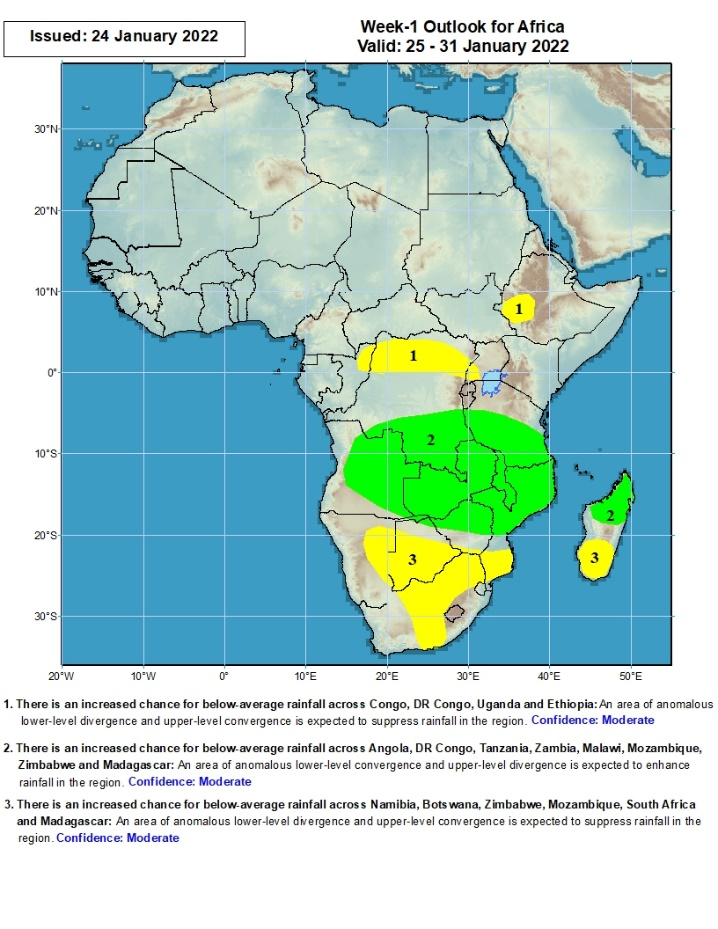 Issued: 24 January 2022
Week-1 Outlook for Africa
Valid: 25 - 31 January 2022
30°N
20°N
10°N
0°
10°S
20°S
30°S
1
1
2
2
3
3
20°W 10°W 0° 10°E 20°E 30°E 40°E 50°E
1. There is an increased chance for below-average rainfall across Congo, DR Congo, Uganda and Ethiopia: An area of anomalous
lower-level divergence and upper-level convergence is expected to suppress rainfall in the region. Confidence: Moderate
2. There is an increased chance for below-average rainfall across Angola, DR Congo, Tanzania, Zambia, Malawi, Mozambique,
Zimbabwe and Madagascar: An area of anomalous lower-level convergence and upper-level divergence is expected to enhance
rainfall in the region. Confidence: Moderate
3. There is an increased chance for below-average rainfall across Namibia, Botswana, Zimbabwe, Mozambique, South Africa
and Madagascar: An area of anomalous lower-level divergence and upper-level convergence is expected to suppress rainfall in the
region. Confidence: Moderate